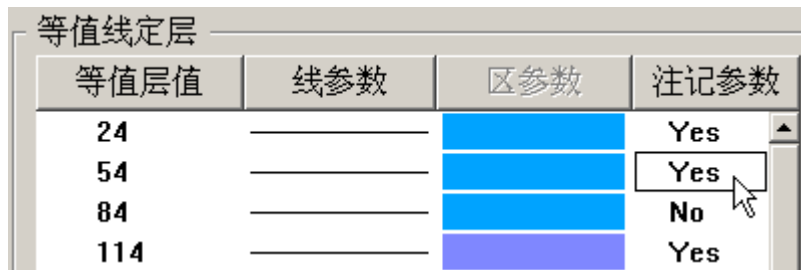 等值线定层
等值层值 线参数 区参数 注记参数
24 Yes
54 Yes
84 No
114 Yes